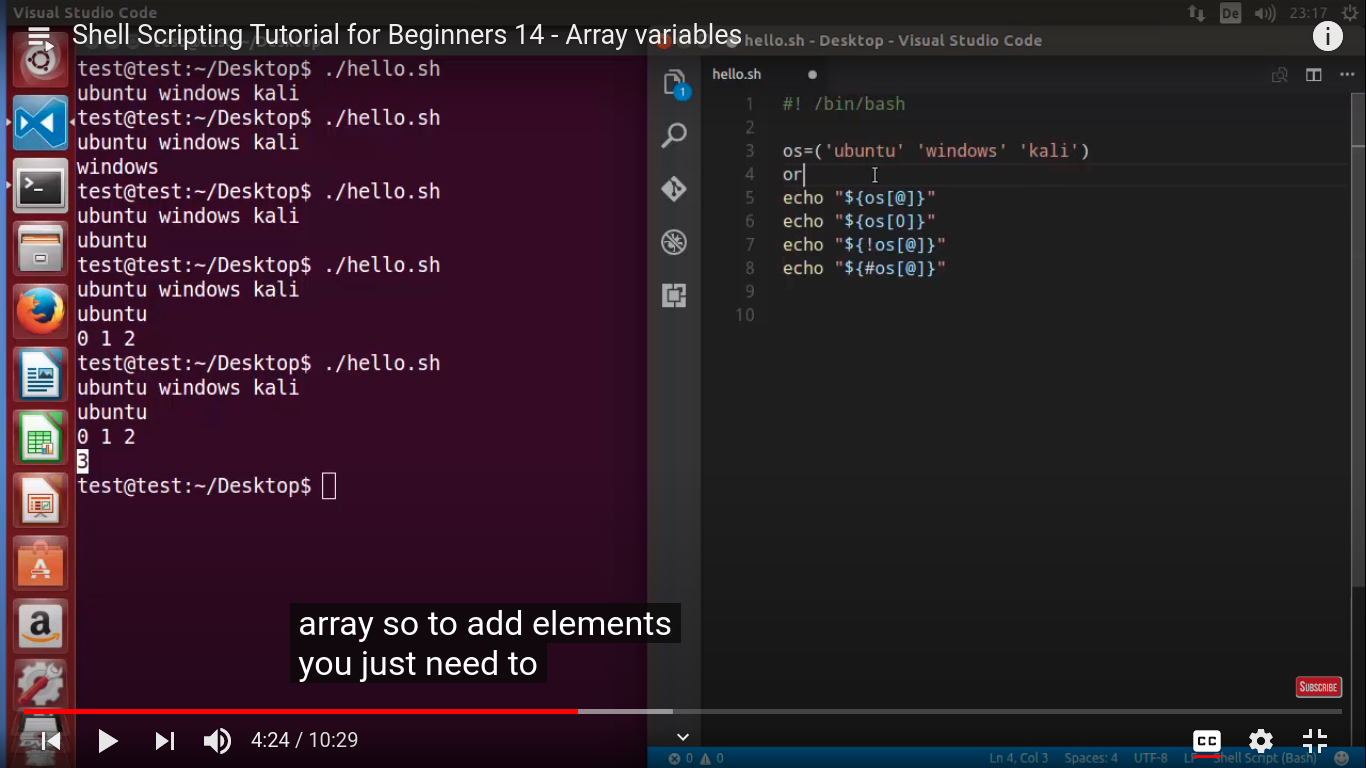 Visual Studio Code
De
23:17
Shell Scripting Tutorial for Beginners 14 - Array variables
hello.sh - Desktop - Visual Studio Code
test@test:~/Desktop$ ./hello.sh
ubuntu windows kali
test@test:~/Desktop$ ./hello.sh
ubuntu windows kali
windows
test@test:~/Desktop$ ./hello.sh
ubuntu windows kali
ubuntu
test@test:~/Desktop$ ./hello.sh
ubuntu windows kali
ubuntu
0 1 2
test@test:~/Desktop$ ./hello.sh
ubuntu windows kali
ubuntu
0 1 2
3
test@test:~/Desktop$
1
hello.sh
1 #! /bin/bash
2
3 os=('ubuntu' 'windows' 'kali')
4 or
5 echo "${os[@]}"
6 echo "${os[0]}"
7 echo "${!os[@]}"
8 echo "${#os[@]}"
9
10
array so to add elements
you just need to
SUBSCRIBE
4:24 / 10:29
CC
0 0
Ln 4, Col 3 Spaces: 4 UTF-8 LF Shell Script (Bash)